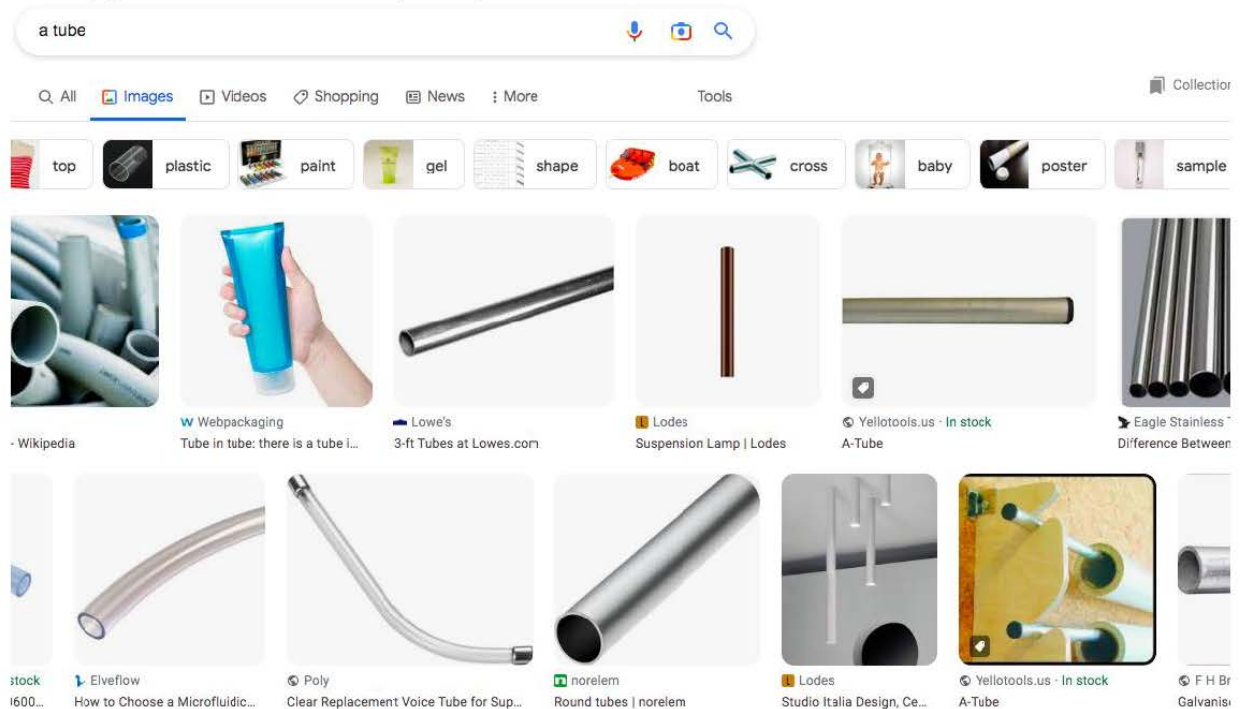 a tube
All Images Videos Shopping News More Tools
Collection
top plastic paint gel shape boat cross baby poster sample
Webpackaging Lowe's Lodes Yellotools.us · In stock Eagle Stainless
- Wikipedia Tube in tube: there is a tube i... 3-ft Tubes at Lowes.com Suspension Lamp | Lodes A-Tube Difference Between
stock Elveflow Poly norelem Lodes Yellotools.us · In stock F H Br
How to Choose a Microfluidic... Clear Replacement Voice Tube for Sup... Round tubes | norelem Studio Italia Design, Ce... A-Tube Galvanis